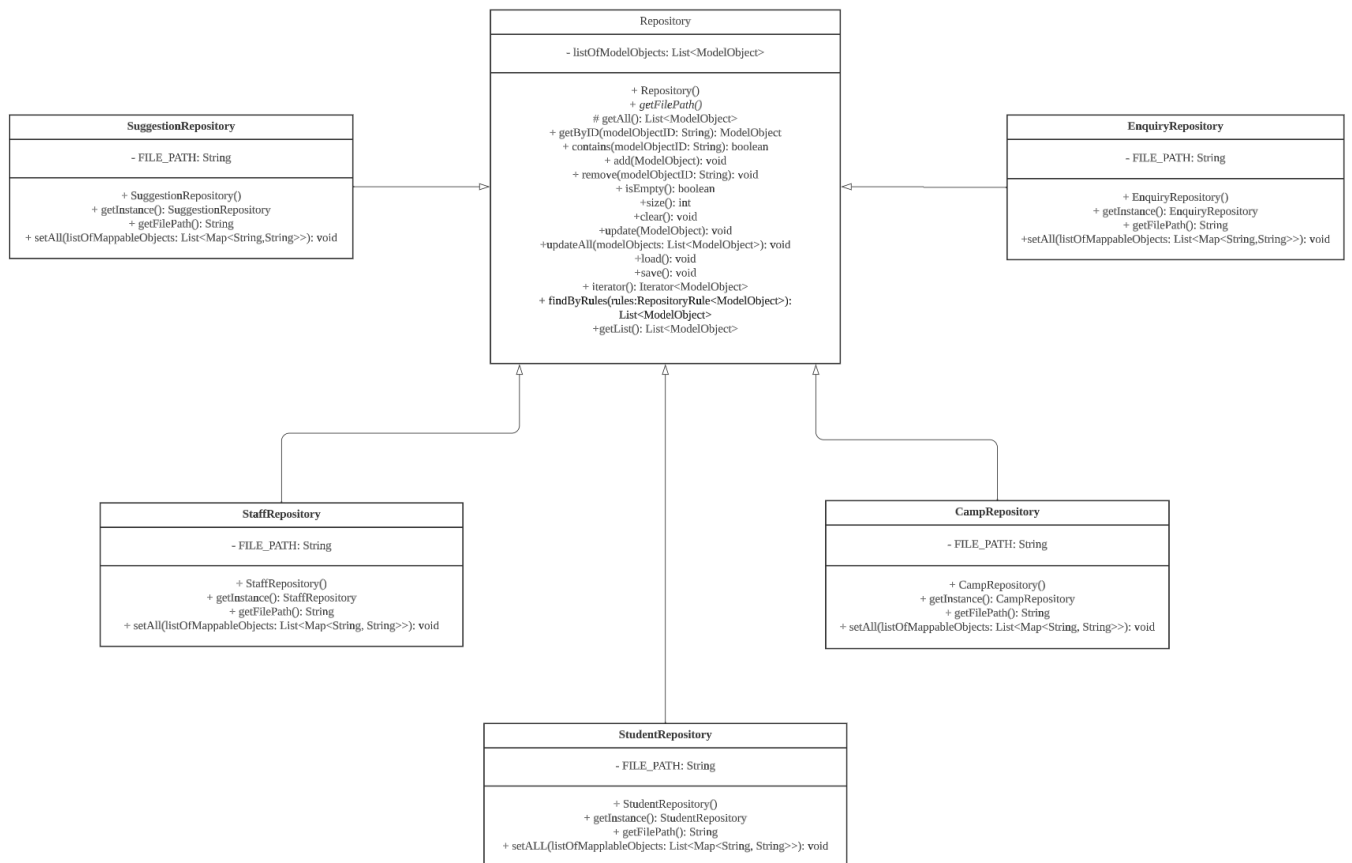 Repository
- listOfModelObjects: List<ModelObject>
+ Repository()
+ getFilePath()
# getAll(): List<ModelObject>
+ getByID(modelObjectID: String): ModelObject
+ contains(modelObjectID: String): boolean
+ add(ModelObject): void
+ remove(modelObjectID: String): void
+ isEmpty(): boolean
+size(): int
+clear(): void
+update(ModelObject): void
+updateAll(modelObjects: List<ModelObject>): void
+load(): void
+save(): void
+ iterator(): Iterator<ModelObject>
+ findByRules(rules:RepositoryRule<ModelObject>):
List<ModelObject>
+getList(): List<ModelObject>
SuggestionRepository
- FILE_PATH: String
+ SuggestionRepository()
+ getInstance(): SuggestionRepository
+ getFilePath(): String
+ setAll(listOfMappableObjects: List<Map<String,String>>): void
EnquiryRepository
- FILE_PATH: String
+ EnquiryRepository()
+ getInstance(): EnquiryRepository
+ getFilePath(): String
+setAll(listOfMappableObjects: List<Map<String,String>>): void
StaffRepository
- FILE_PATH: String
+ StaffRepository()
+ getInstance(): StaffRepository
+ getFilePath(): String
+ setAll(listOfMappableObjects: List<Map<String, String>>): void
CampRepository
- FILE_PATH: String
+ CampRepository()
+ getInstance(): CampRepository
+ getFilePath(): String
+ setAll(listOfMappableObjects: List<Map<String, String>>): void
StudentRepository
- FILE_PATH: String
+ StudentRepository()
+ getInstance(): StudentRepository
+ getFilePath(): String
+ setALL(listOfMapplableObjects: List<Map<String, String>>): void